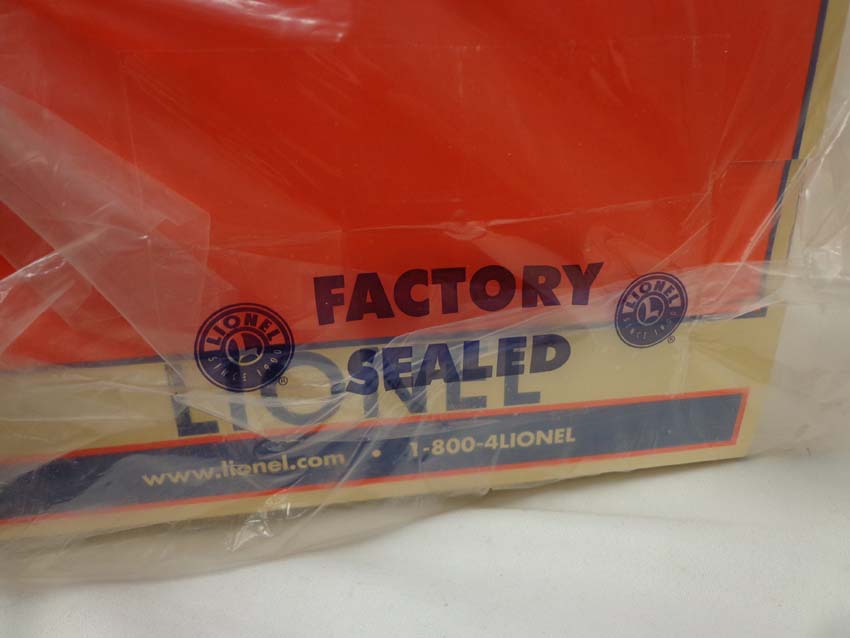 FACTORY
LIONEL
SINCE 1900
®
LIONEL
SINCE 1900
®
SEALED
LIONEL
www.lionel.com • 1-800-4LIONEL